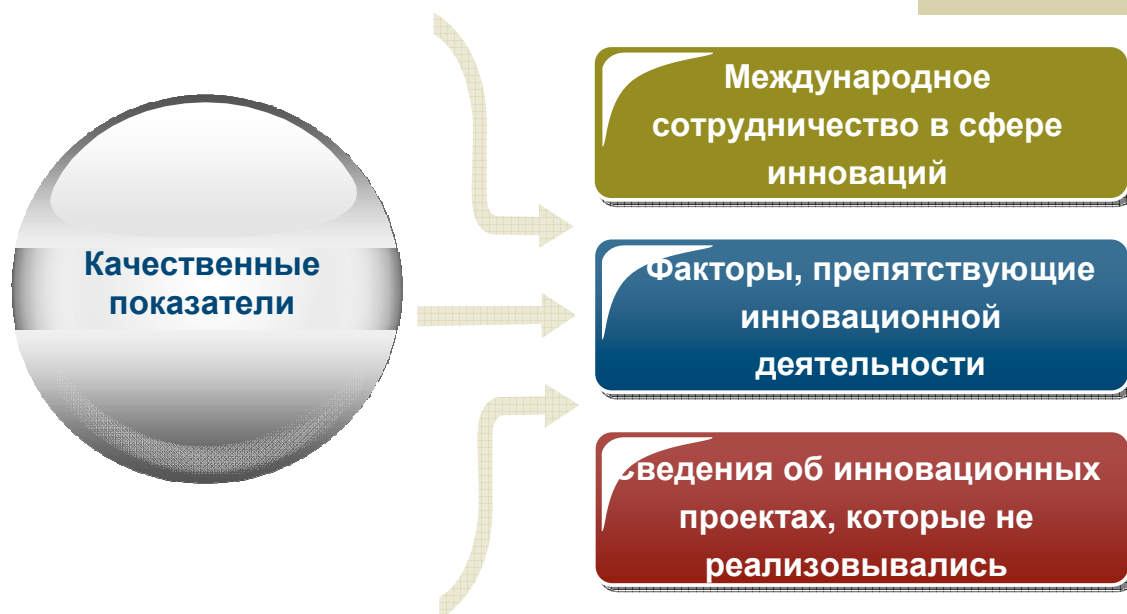 Качественные
показатели
Международное
сотрудничество в сфере
инноваций
Факторы, препятствующие
инновационной
деятельности
Сведения об инновационных
проектах, которые не
реализовывались